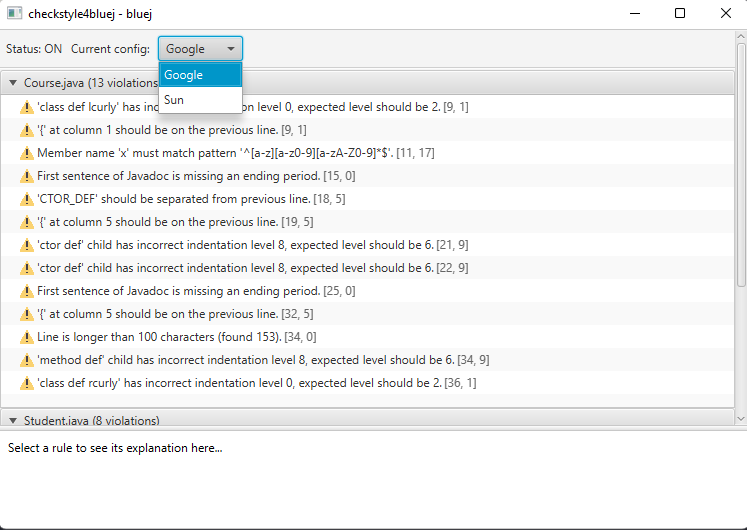 checkstyle4bluej - bluej
Status: ON Current config: Google
Google
Sun
Course.java (13 violations
'class def lcurly' has inc on level 0, expected level should be 2. [9, 1]
'{' at column 1 should be on the previous line. [9, 1]
Member name 'x' must match pattern '^[a-z][a-z0-9][a-zA-Z0-9]*$'. [11, 17]
First sentence of Javadoc is missing an ending period. [15, 0]
'CTOR_DEF' should be separated from previous line. [18, 5]
'{' at column 5 should be on the previous line. [19, 5]
'ctor def' child has incorrect indentation level 8, expected level should be 6. [21, 9]
'ctor def' child has incorrect indentation level 8, expected level should be 6. [22, 9]
First sentence of Javadoc is missing an ending period. [25, 0]
'{' at column 5 should be on the previous line. [32, 5]
Line is longer than 100 characters (found 153). [34, 0]
'method def' child has incorrect indentation level 8, expected level should be 6. [34, 9]
'class def rcurly' has incorrect indentation level 0, expected level should be 2. [36, 1]
Student.java (8 violations)
Select a rule to see its explanation here...